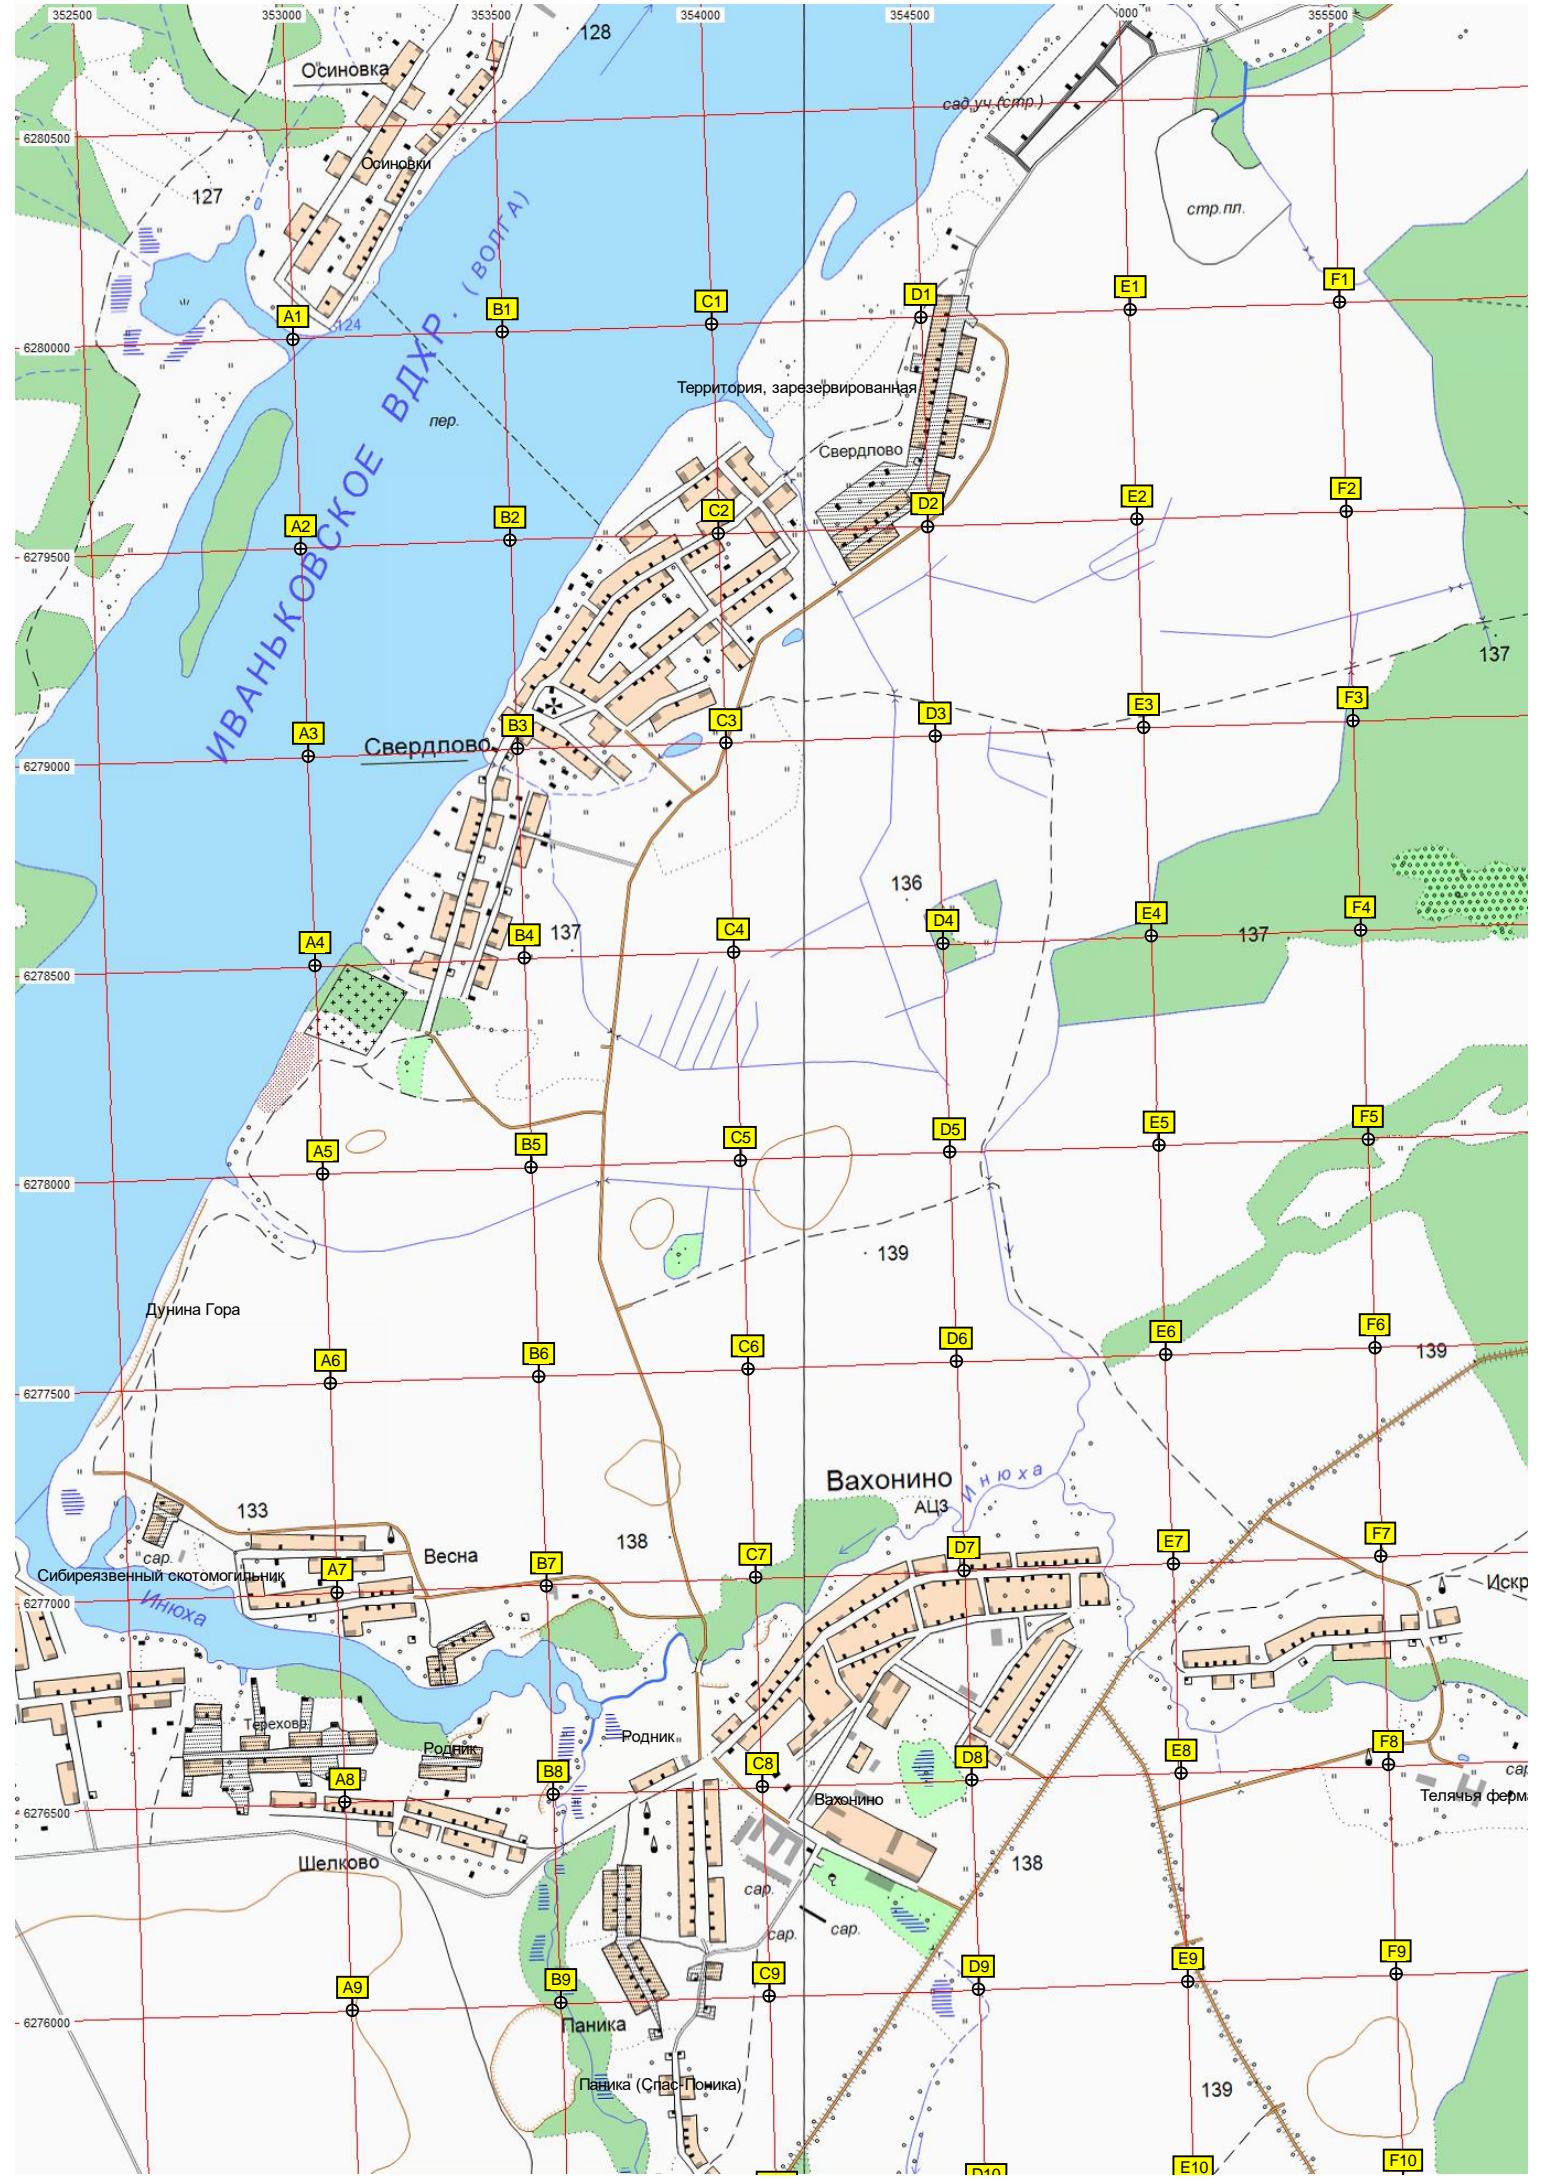 352500 353000 353500 354000 354500 000 355500
128
Осиновка
сад.уч.(стр.)
6280500
Осиновки
127
стр.пл.
ИВАНЬКОВСКОЕ ВДХР. (ВОЛГА)
A1 B1 C1 D1 E1 F1
124
6280000
Территория, зарезервированная
пер.
Свердлово
A2 B2 C2 D2 E2 F2
6279500
137
A3 B3 C3 D3 E3 F3
Свердлово
6279000
136
A4 B4 C4 D4 E4 F4
137
137
6278500
A5 B5 C5 D5 E5 F5
6278000
139
Дунина Гора
A6 B6 C6 D6 E6 F6
139
6277500
Вахонино
Инюха
АЦЗ
133
138
сар.
Весна
A7 B7 C7 D7 E7 F7
Сибиреязвенный скотомогильник
Искр
6277000
Инюха
Терехово
Родник
Родник
A8 B8 C8 D8 E8 F8
сар
Вахонино
Телячья ферма
6276500
Шелково
138
сар.
сар.
сар.
A9 B9 C9 D9 E9 F9
6276000
Паника
Паника (Спас-Поника)
139
D10 E10 F10